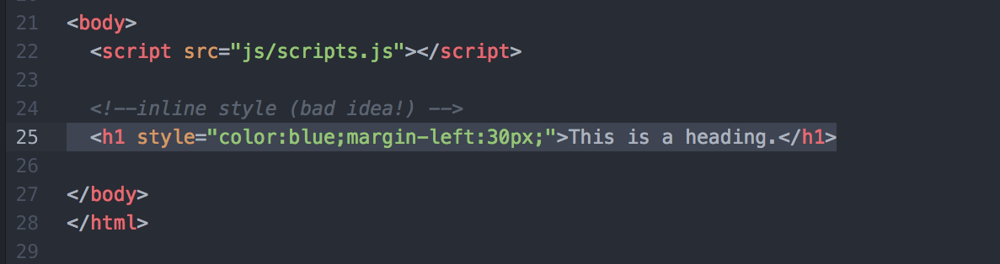 21 <body>
22 <script src="js/scripts.js"></script>
23
24 <!--inline style (bad idea!) -->
25 <h1 style="color:blue;margin-left:30px;">This is a heading.</h1>
26
27 </body>
28 </html>
29